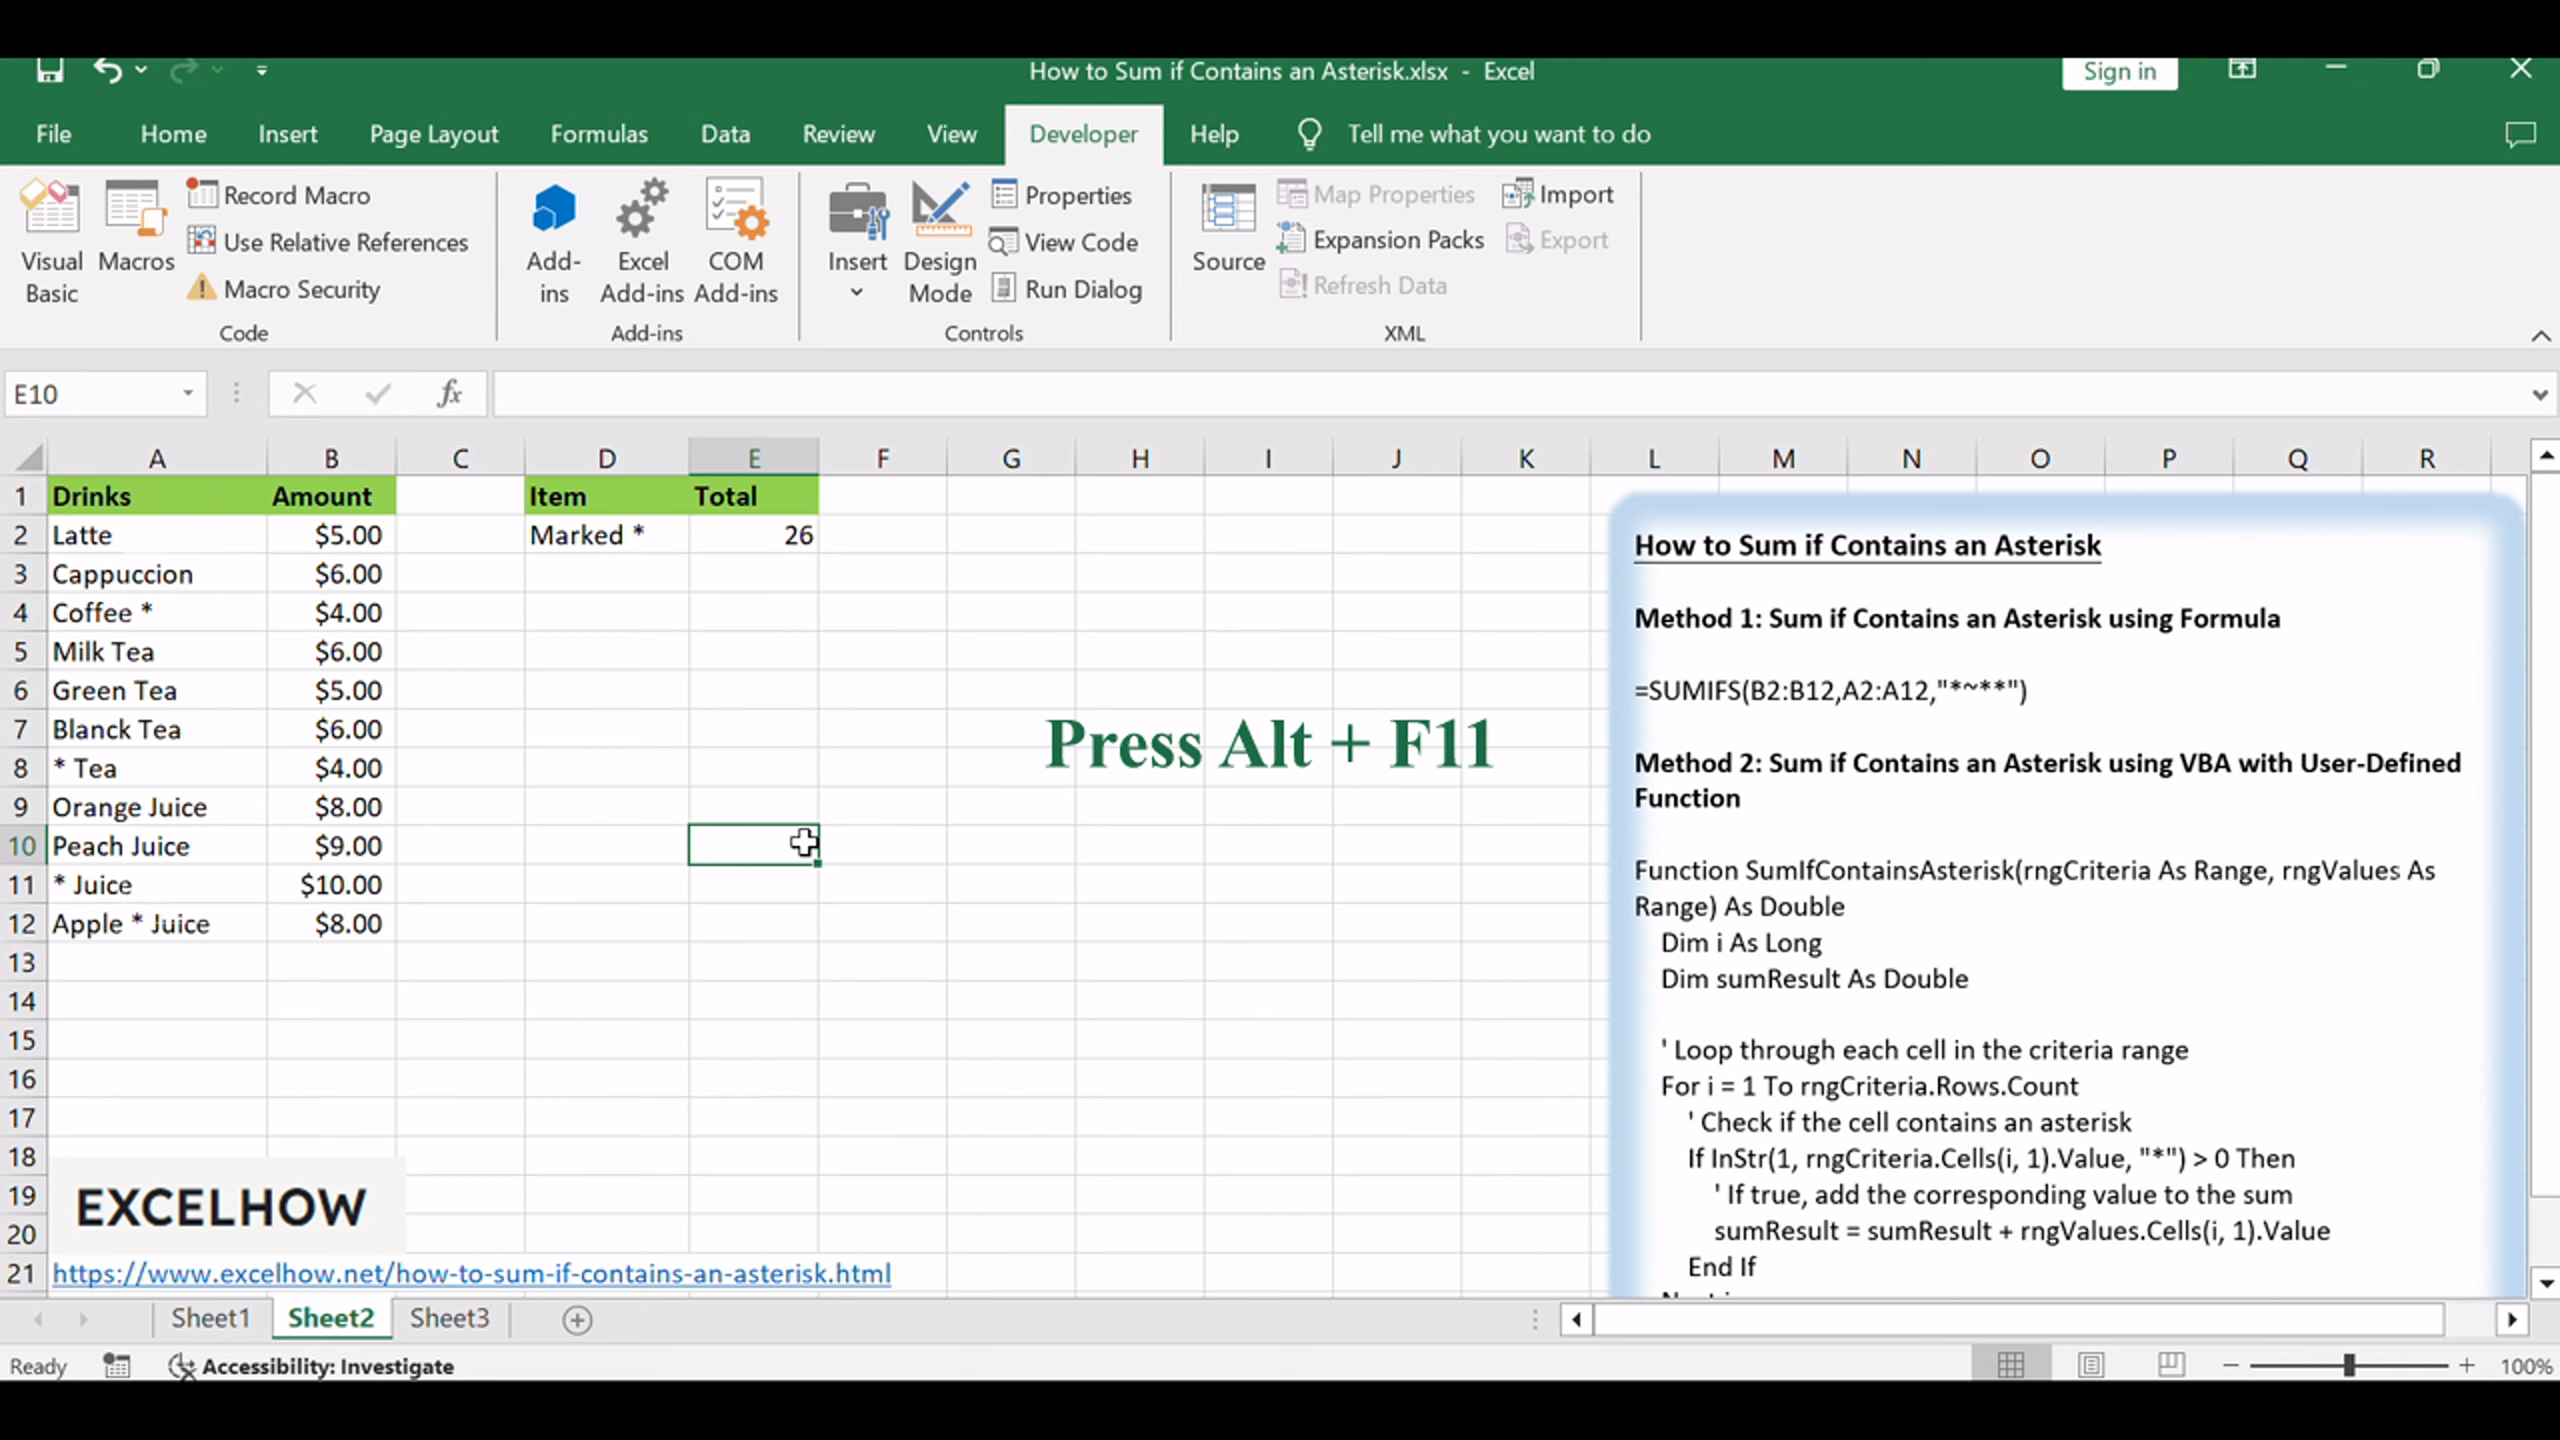 How to Sum if Contains an Asterisk.xlsx - Excel
Sign in
File Home Insert Page Layout Formulas Data Review View Developer Help Tell me what you want to do
Visual Basic
Macros
Record Macro
Use Relative References
Macro Security
Code
Add-ins
Excel Add-ins
COM Add-ins
Add-ins
Insert
Design Mode
Properties
View Code
Run Dialog
Controls
Source
Map Properties
Expansion Packs
Refresh Data
Import
Export
XML
E10
fx
A B C D E F G H I J K L M N O P Q R
1 Drinks Amount Item Total
2 Latte $5.00 Marked * 26
3 Cappuccion $6.00
4 Coffee * $4.00
5 Milk Tea $6.00
6 Green Tea $5.00
7 Blanck Tea $6.00
8 * Tea $4.00
9 Orange Juice $8.00
10 Peach Juice $9.00
11 * Juice $10.00
12 Apple * Juice $8.00
13
14
15
16
17
18
19
20
21 https://www.excelhow.net/how-to-sum-if-contains-an-asterisk.html
EXCELHOW
Press Alt + F11
How to Sum if Contains an Asterisk
Method 1: Sum if Contains an Asterisk using Formula
=SUMIFS(B2:B12,A2:A12,"*~**")
Method 2: Sum if Contains an Asterisk using VBA with User-Defined
Function
Function SumIfContainsAsterisk(rngCriteria As Range, rngValues As
Range) As Double
Dim i As Long
Dim sumResult As Double
' Loop through each cell in the criteria range
For i = 1 To rngCriteria.Rows.Count
' Check if the cell contains an asterisk
If InStr(1, rngCriteria.Cells(i, 1).Value, "*") > 0 Then
' If true, add the corresponding value to the sum
sumResult = sumResult + rngValues.Cells(i, 1).Value
End If
Sheet1 Sheet2 Sheet3
Ready Accessibility: Investigate 100%